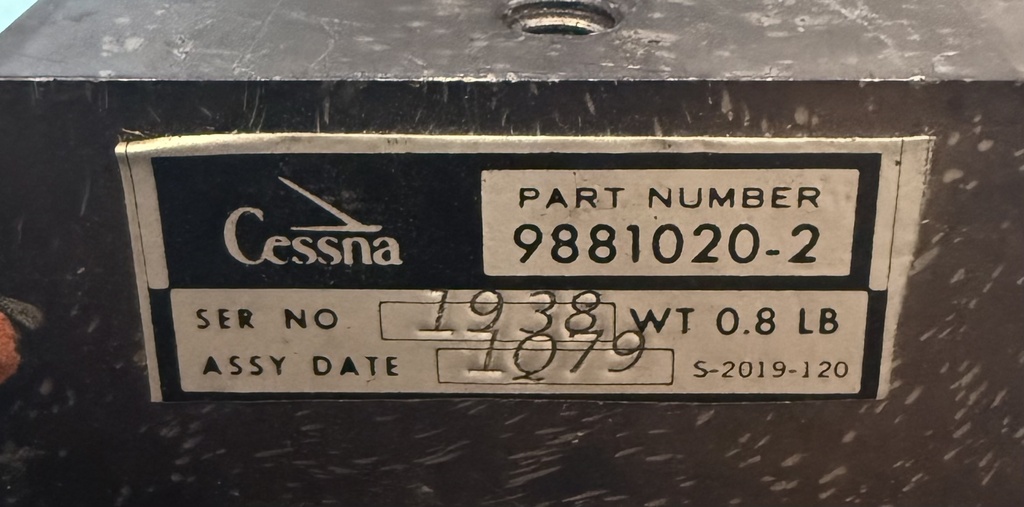 Cessna
PART NUMBER
9881020-2
SER NO 1938 WT 0.8 LB
ASSY DATE 1079 S-2019-120